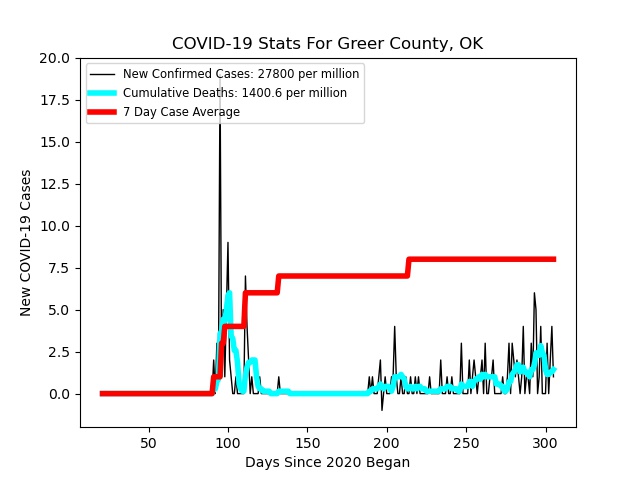 COVID-19 Stats For Greer County, OK
New Confirmed Cases: 27800 per million
Cumulative Deaths: 1400.6 per million
7 Day Case Average
20.0
17.5
15.0
12.5
10.0
7.5
5.0
2.5
0.0
New COVID-19 Cases
50 100 150 200 250 300
Days Since 2020 Began